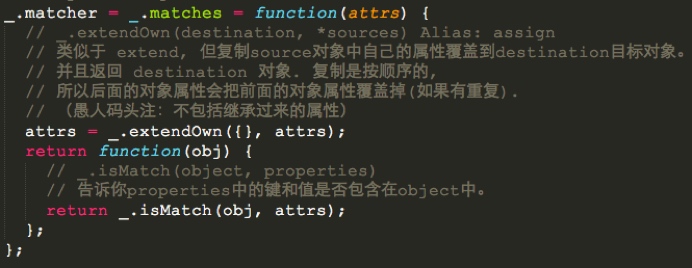 _.matcher = _.matches = function(attrs) {
  // _.extendOwn(destination, *sources) Alias: assign
  // 类似于 extend, 但复制source对象中自己的属性覆盖到destination目标对象。
  // 并且返回 destination 对象. 复制是按顺序的,
  // 所以后面的对象属性会把前面的对象属性覆盖掉(如果有重复).
  // （愚人码头注：不包括继承过来的属性）
  attrs = _.extendOwn({}, attrs);
  return function(obj) {
    // _.isMatch(object, properties)
    // 告诉你properties中的键和值是否包含在object中。
    return _.isMatch(obj, attrs);
  };
};